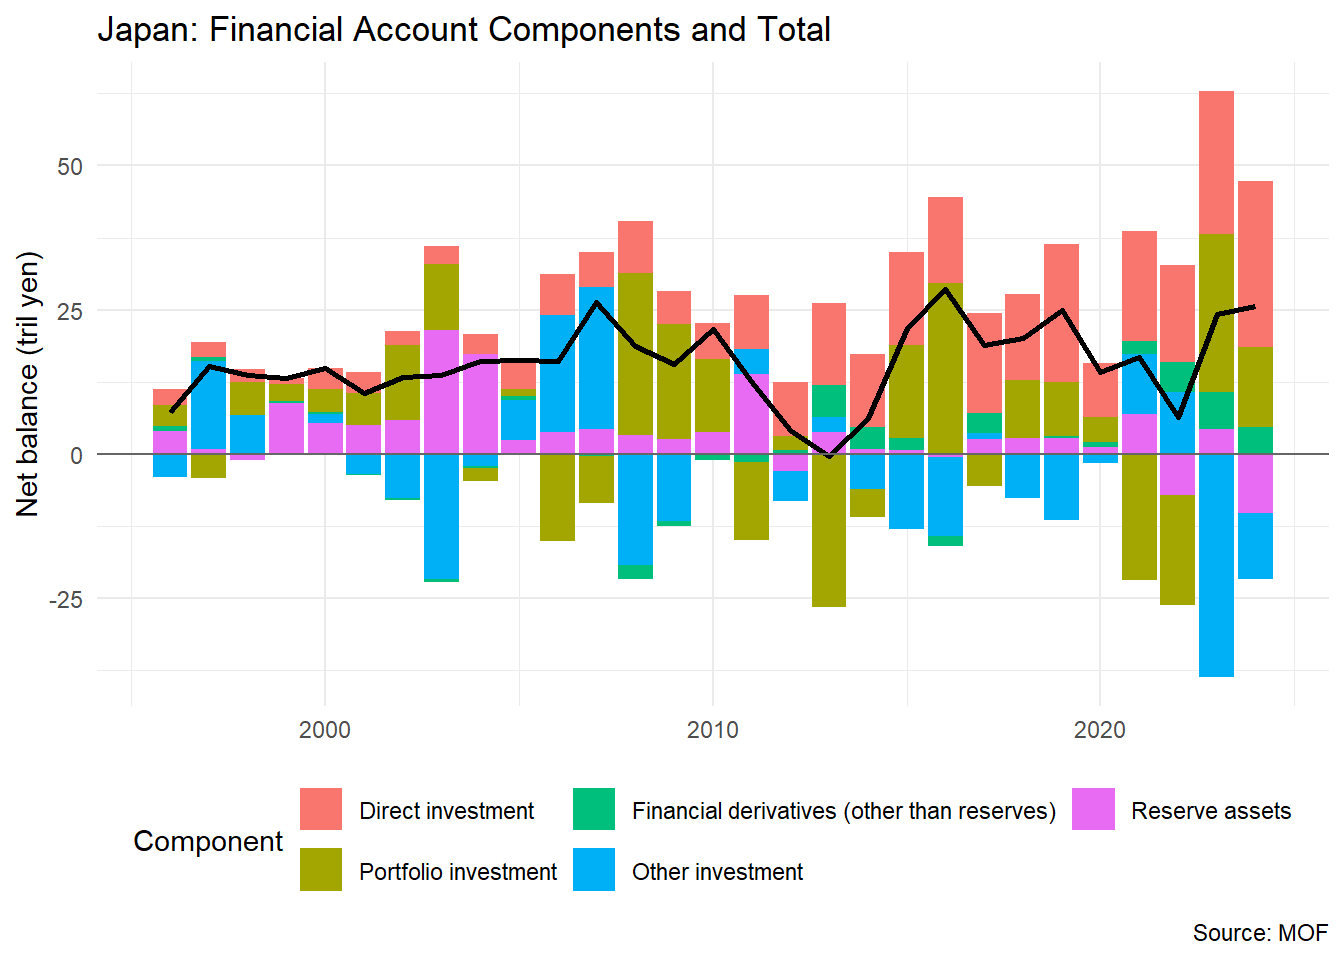 Japan: Financial Account Components and Total
Net balance (tril yen)
50
25
0
-25
2000
2010
2020
Component
Direct investment
Financial derivatives (other than reserves)
Reserve assets
Portfolio investment
Other investment
Source: MOF